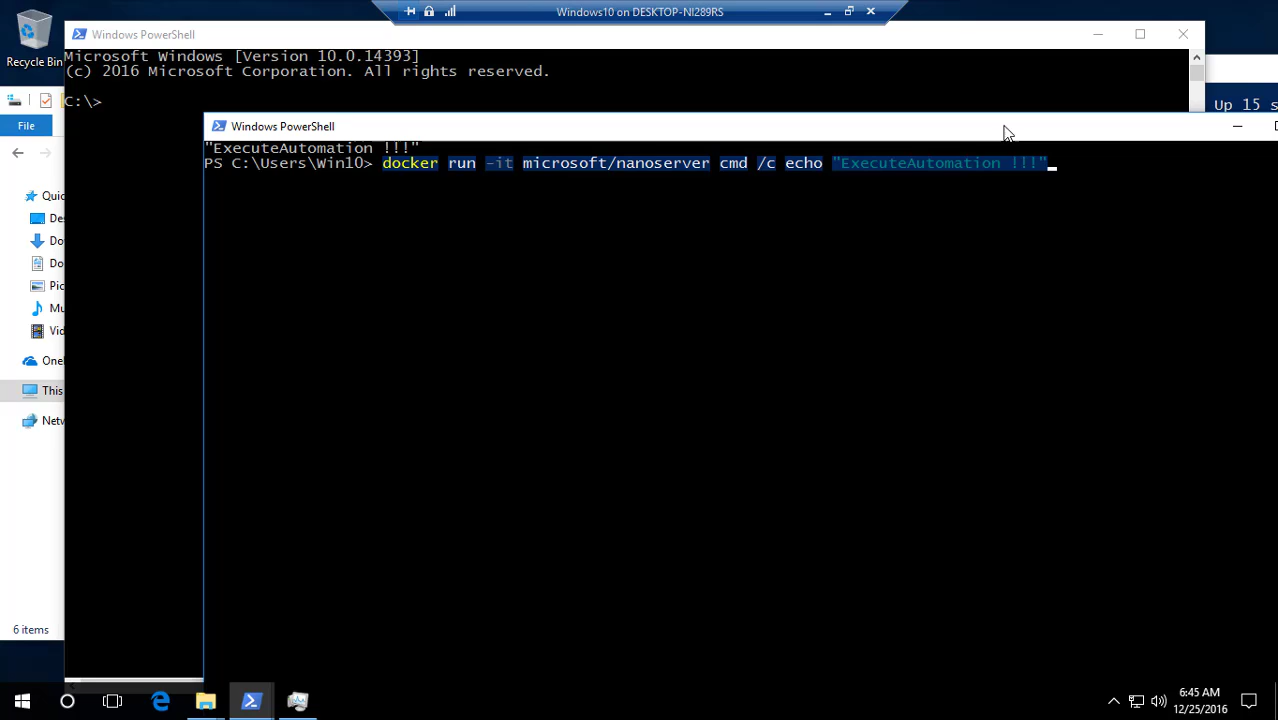 Windows10 on DESKTOP-NI289RS
Recycle Bin
Windows PowerShell
Microsoft Windows [Version 10.0.14393]
(c) 2016 Microsoft Corporation. All rights reserved.
C:\>
Up 15 s
File
Windows PowerShell
"ExecuteAutomation !!!"
PS C:\Users\Win10> docker run -it microsoft/nanoserver cmd /c echo "ExecuteAutomation !!!"
Quic
Des
Do
Do
Pic
Mu
Vid
One
This
Netv
6 items
6:45 AM
12/25/2016